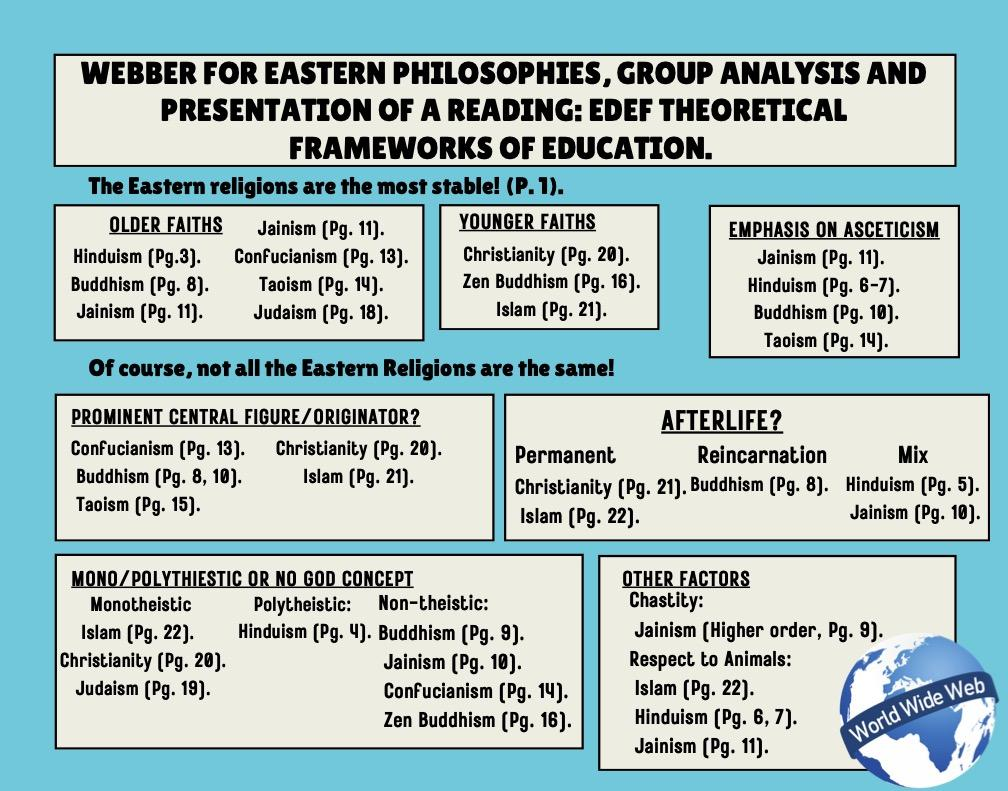 WEBBER FOR EASTERN PHILOSOPHIES, GROUP ANALYSIS AND
PRESENTATION OF A READING: EDEF THEORETICAL
FRAMEWORKS OF EDUCATION.
The Eastern religions are the most stable! (P. 1).
OLDER FAITHS
Hinduism (Pg.3).
Buddhism (Pg. 8).
Jainism (Pg. 11).
Jainism (Pg. 11).
Confucianism (Pg. 13).
Taoism (Pg. 14).
Judaism (Pg. 18).
YOUNGER FAITHS
Christianity (Pg. 20).
Zen Buddhism (Pg. 16).
Islam (Pg. 21).
EMPHASIS ON ASCETICISM
Jainism (Pg. 11).
Hinduism (Pg. 6-7).
Buddhism (Pg. 10).
Taoism (Pg. 14).
Of course, not all the Eastern Religions are the same!
PROMINENT CENTRAL FIGURE/ORIGINATOR?
Confucianism (Pg. 13).
Buddhism (Pg. 8, 10).
Taoism (Pg. 15).
Christianity (Pg. 20).
Islam (Pg. 21).
AFTERLIFE?
Permanent
Christianity (Pg. 21).
Islam (Pg. 22).
Reincarnation
Buddhism (Pg. 8).
Mix
Hinduism (Pg. 5).
Jainism (Pg. 10).
MONO/POLYTHIESTIC OR NO GOD CONCEPT
Monotheistic
Islam (Pg. 22).
Christianity (Pg. 20).
Judaism (Pg. 19).
Polytheistic:
Hinduism (Pg. 4).
Non-theistic:
Buddhism (Pg. 9).
Jainism (Pg. 10).
Confucianism (Pg. 14).
Zen Buddhism (Pg. 16).
OTHER FACTORS
Chastity:
Jainism (Higher order, Pg. 9).
Respect to Animals:
Islam (Pg. 22).
Hinduism (Pg. 6, 7).
Jainism (Pg. 11).
World Wide Web